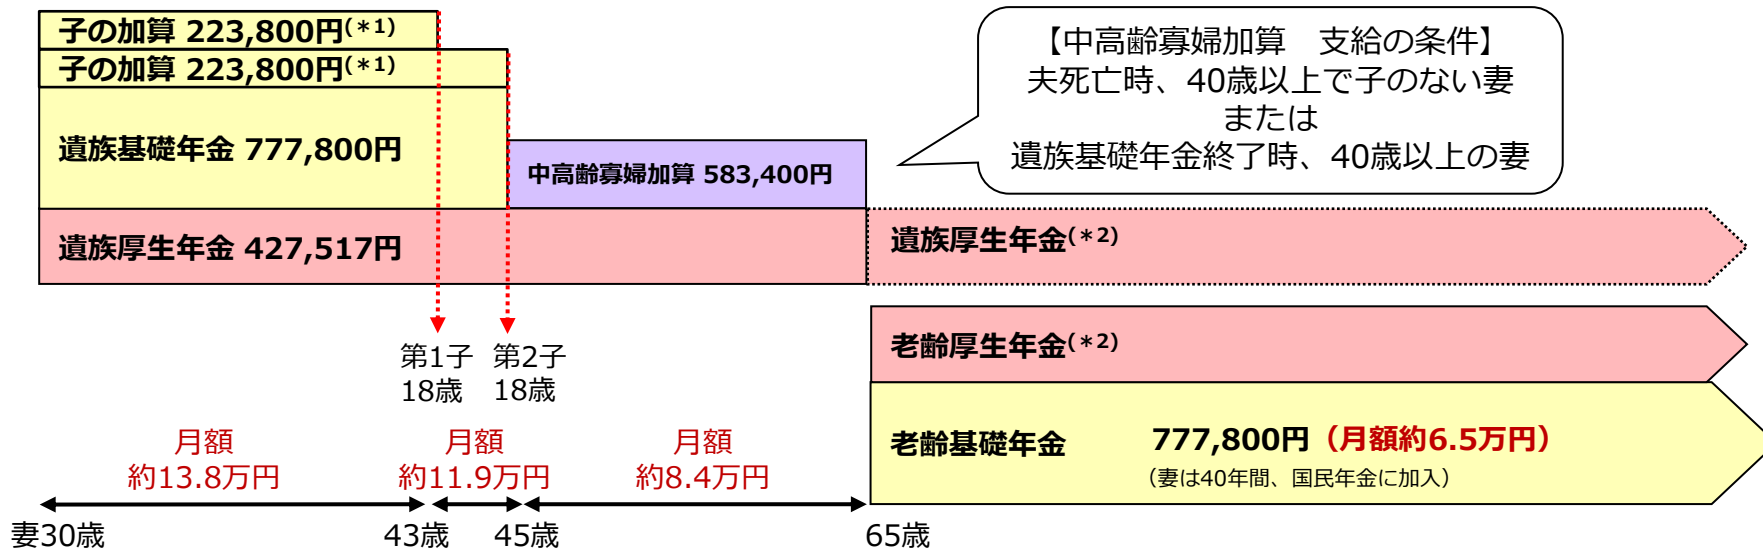 子の加算 223,800円(*1)
子の加算 223,800円(*1)
遺族基礎年金 777,800円
遺族厚生年金 427,517円
中高齢寡婦加算 583,400円
【中高齢寡婦加算　支給の条件】
夫死亡時、40歳以上で子のない妻
または
遺族基礎年金終了時、40歳以上の妻
遺族厚生年金(*2)
老齢厚生年金(*2)
老齢基礎年金 777,800円（月額約6.5万円）
（妻は40年間、国民年金に加入）
第1子
18歳
第2子
18歳
月額
約13.8万円
月額
約11.9万円
月額
約8.4万円
妻30歳
43歳
45歳
65歳